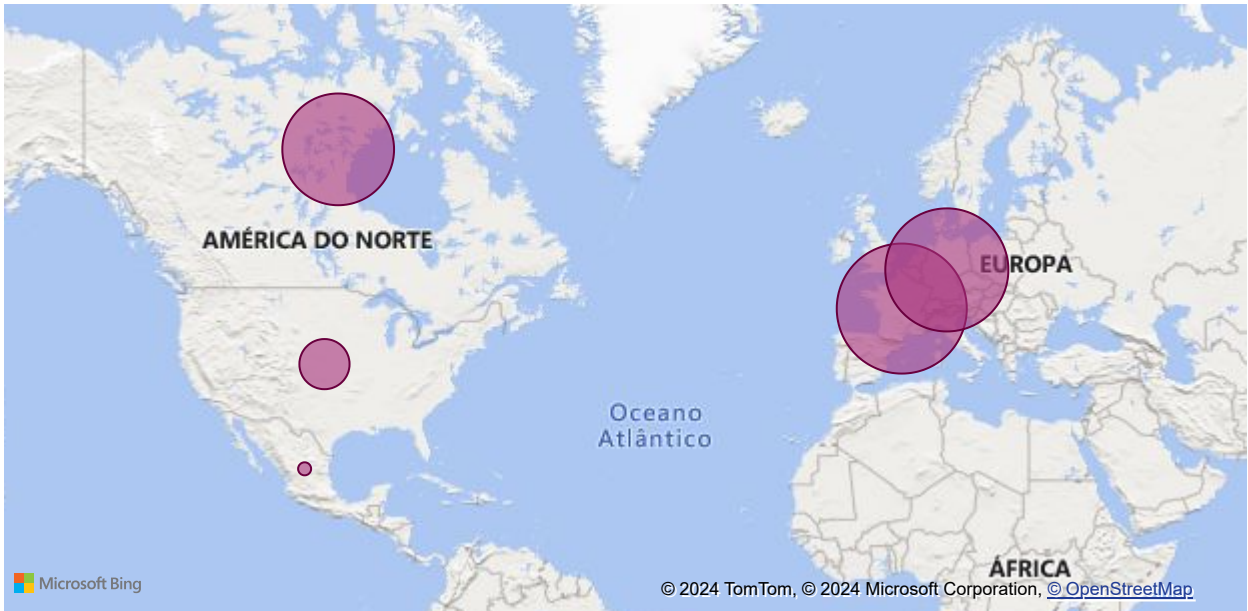 AMÉRICA DO NORTE
EUROPA
Oceano
Atlântico
ÁFRICA
Microsoft Bing
© 2024 TomTom, © 2024 Microsoft Corporation, © OpenStreetMap